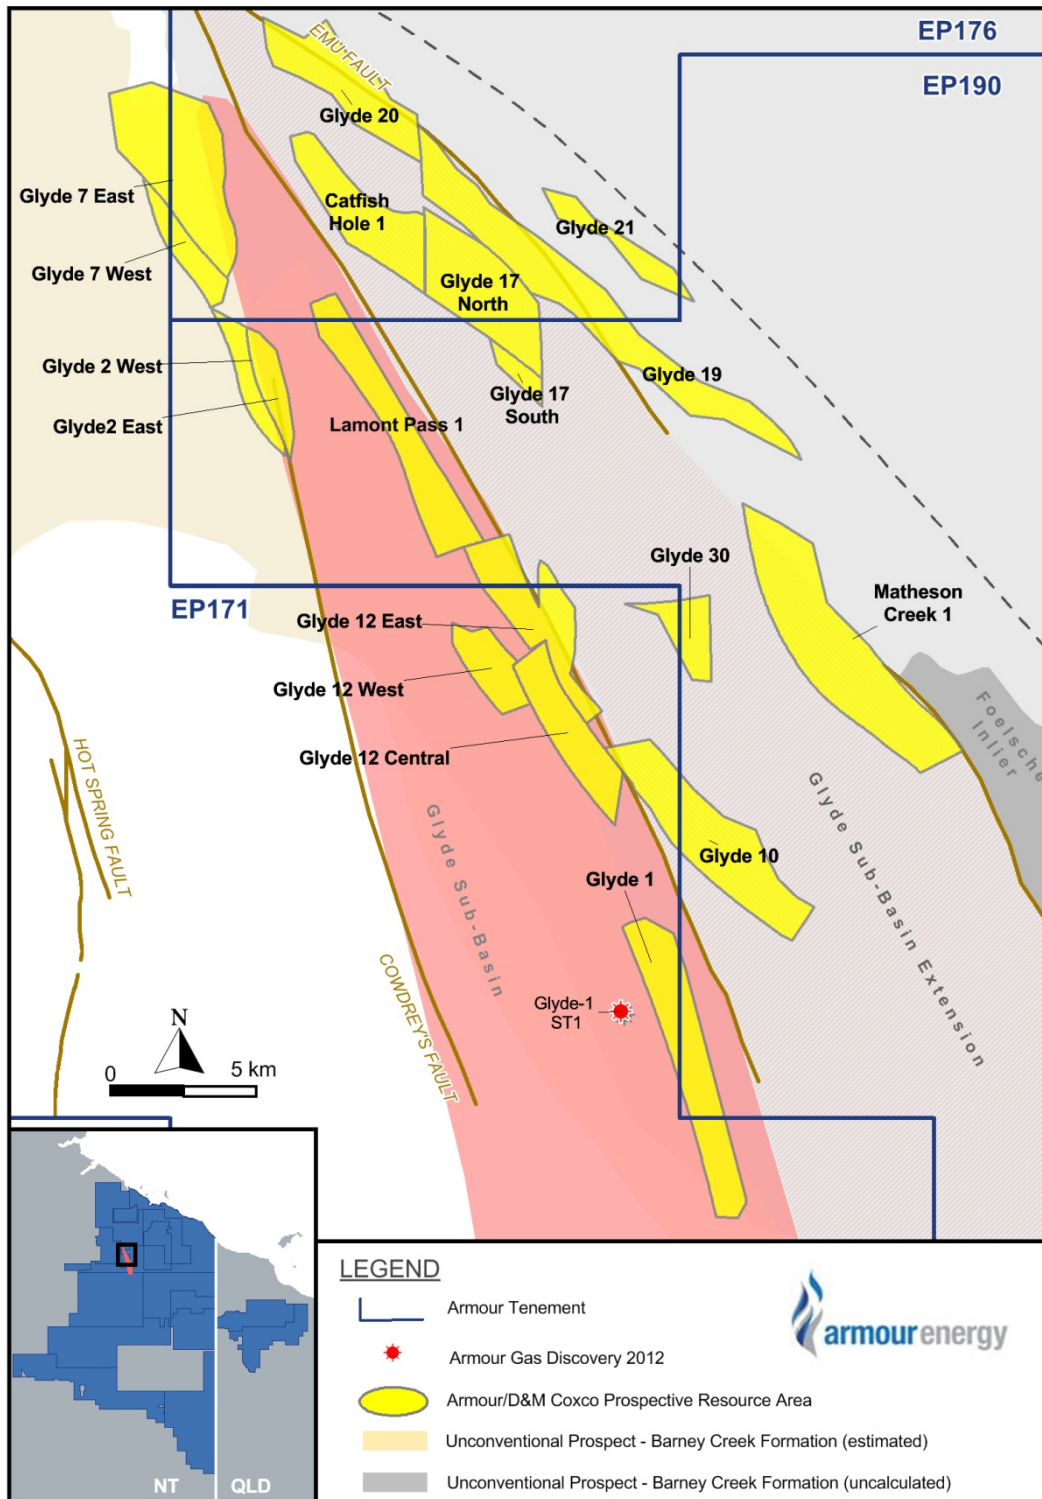 EP176
EP190
EMU FAULT
Glyde 20
Glyde 7 East
Catfish
Hole 1
Glyde 21
Glyde 7 West
Glyde 17
North
Glyde 2 West
Glyde 19
Glyde 17
South
Glyde2 East
Lamont Pass 1
Glyde 30
EP171
Matheson
Creek 1
Glyde 12 East
Glyde 12 West
Foelsche
Inlier
Glyde 12 Central
HOT SPRING FAULT
Glyde Sub-Basin
Glyde Sub-Basin Extension
Glyde 10
Glyde 1
COWDREY'S FAULT
Glyde-1
ST1
N
0 5 km
NT QLD
LEGEND
Armour Tenement
Armour Gas Discovery 2012
armourenergy
Armour/D&M Coxco Prospective Resource Area
Unconventional Prospect - Barney Creek Formation (estimated)
Unconventional Prospect - Barney Creek Formation (uncalculated)